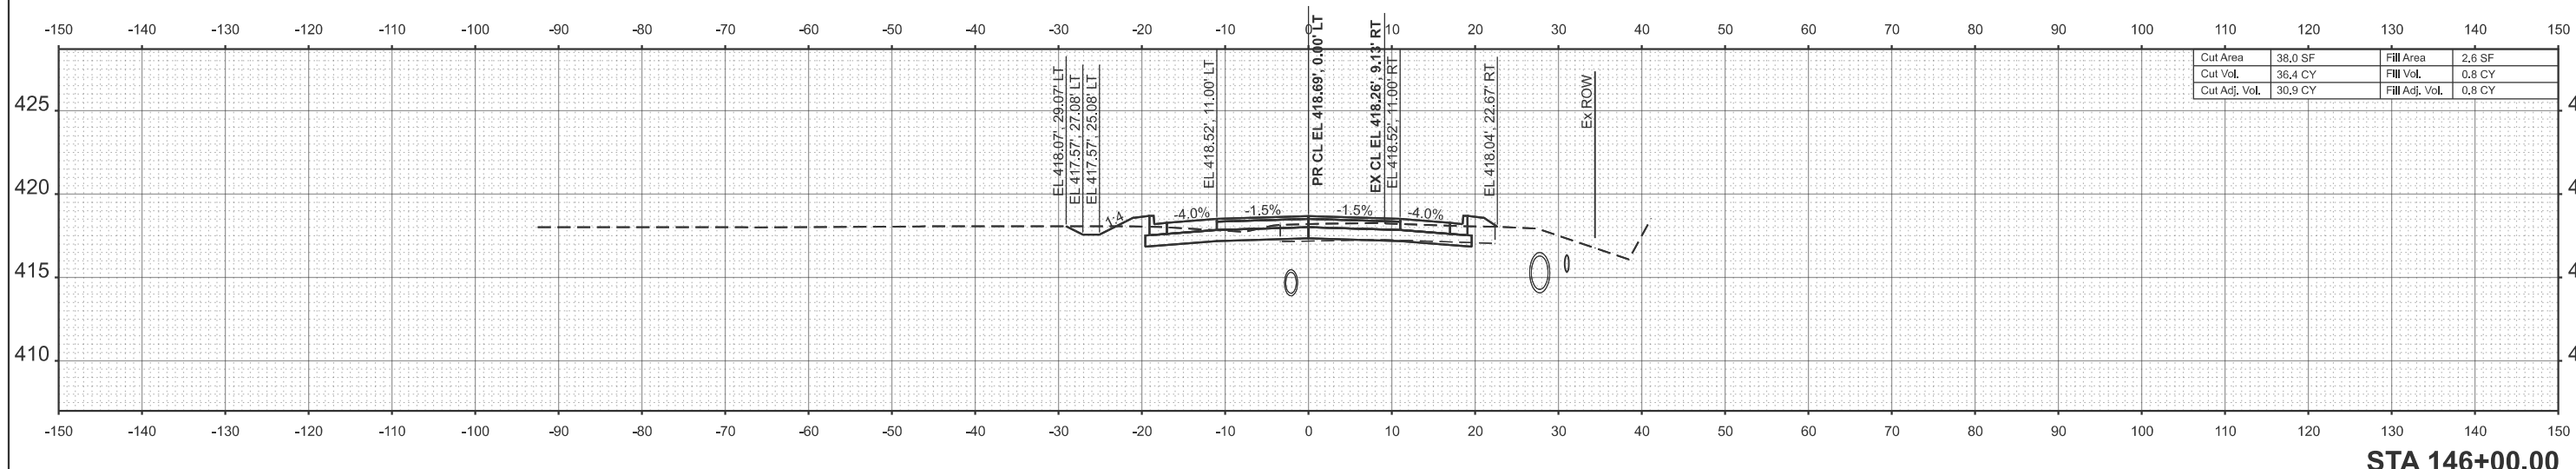 -150 -140 -130 -120 -110 -100 -90 -80 -70 -60 -50 -40 -30 -20 -10 0 10 20 30 40 50 60 70 80 90 100 110 120 130 140 150
Cut Area 38.0 SF Fill Area 2.6 SF
Cut Vol. 36.4 CY Fill Vol. 0.8 CY
Cut Adj. Vol. 30.9 CY Fill Adj. Vol. 0.8 CY
EL 418.07', 29.07' LT
EL 417.57', 27.08' LT
EL 417.57', 25.08' LT
EL 418.52', 11.00' LT
PR CL EL 418.69', 0.00' LT
EX CL EL 418.26', 9.13' RT
EL 418.52', 11.00' RT
EL 418.04', 22.67' RT
Ex ROW
425 4
420 4
1:4 -4.0% -1.5% -1.5% -4.0%
415 4
410 4
-150 -140 -130 -120 -110 -100 -90 -80 -70 -60 -50 -40 -30 -20 -10 0 10 20 30 40 50 60 70 80 90 100 110 120 130 140 150
STA 146+00.00